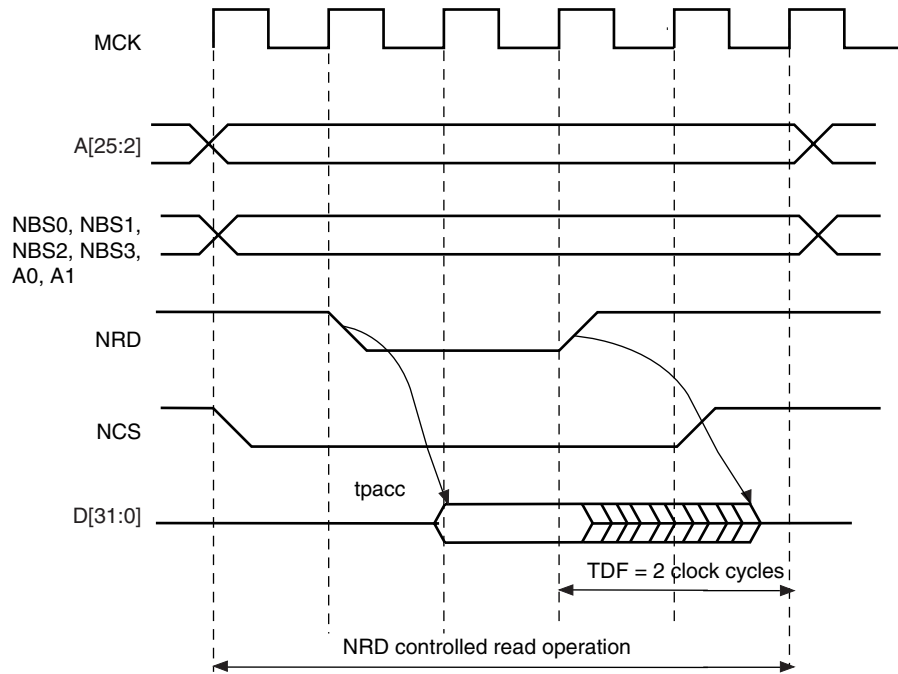 MCK
A[25:2]
NBS0, NBS1,
NBS2, NBS3,
A0, A1
NRD
NCS
tpacc
D[31:0]
TDF = 2 clock cycles
NRD controlled read operation